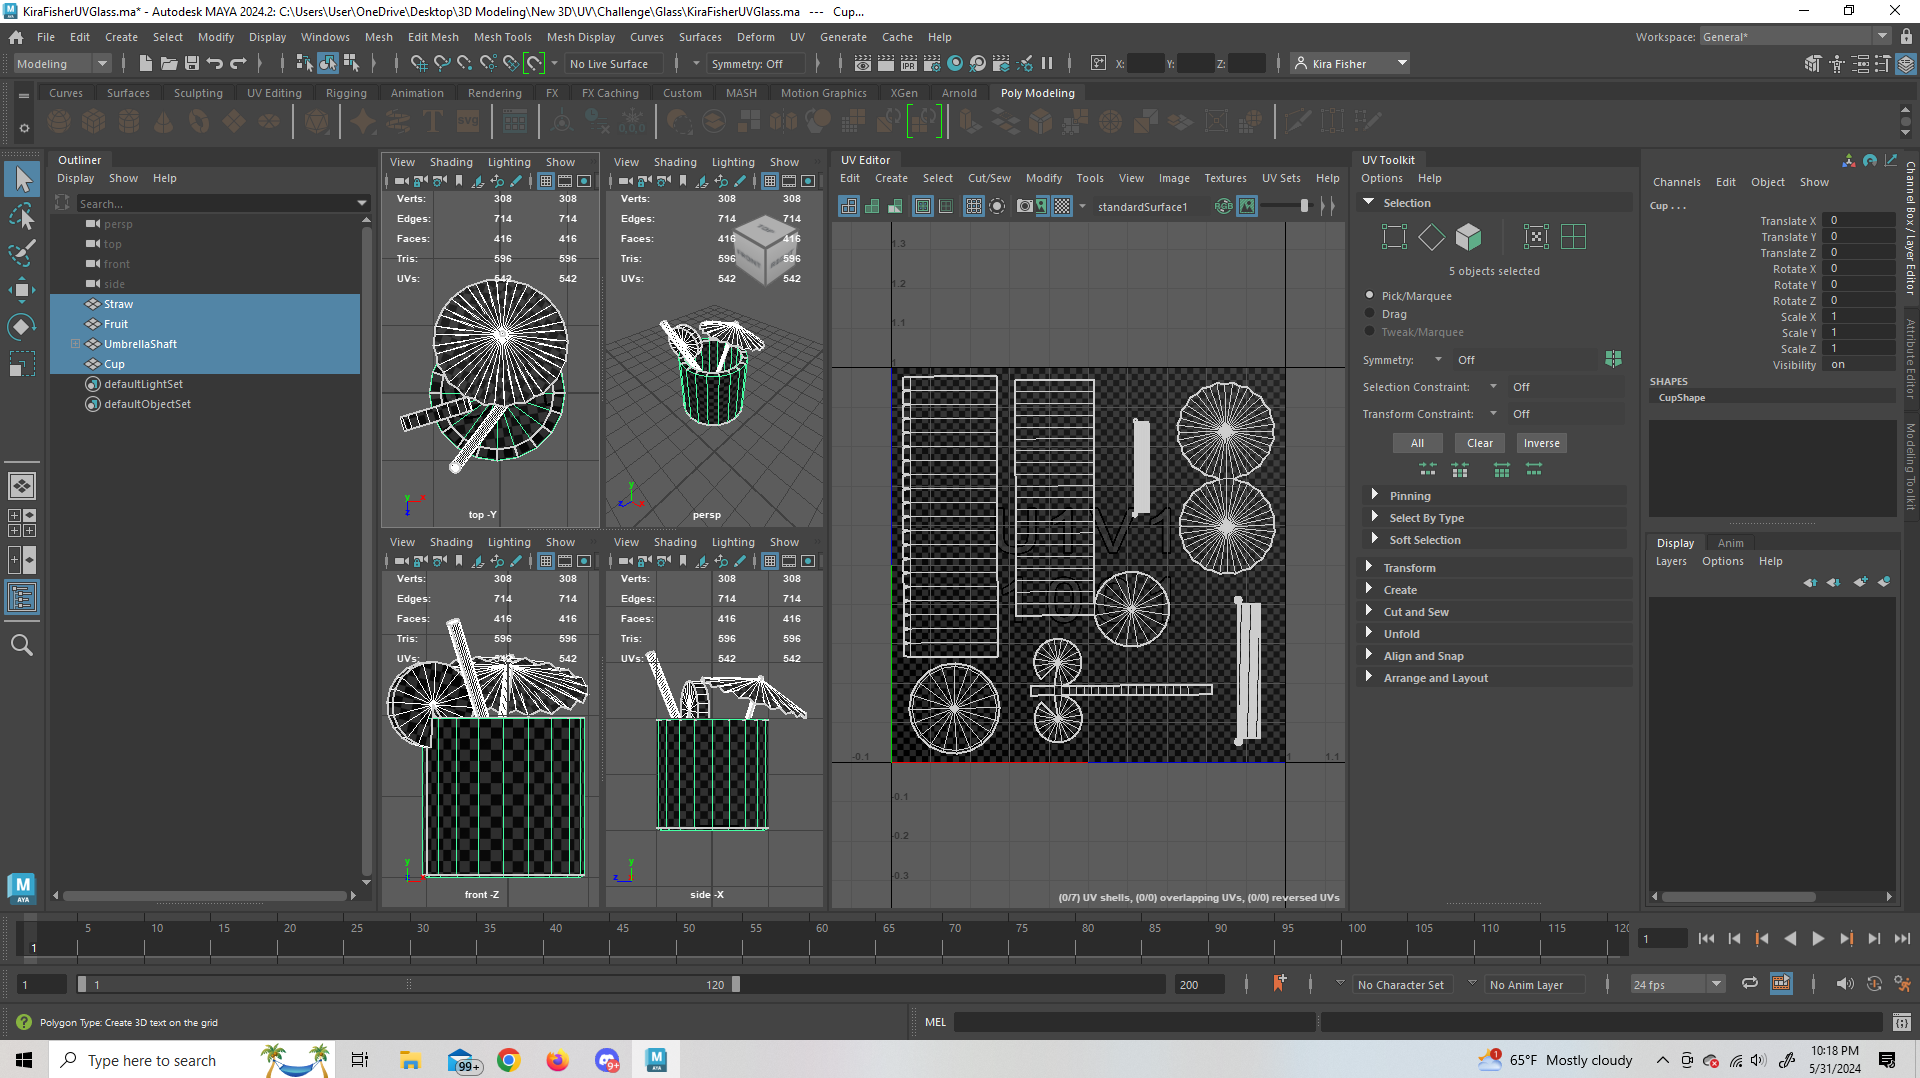 KiraFisherUVGlass.ma* - Autodesk MAYA 2024.2: C:\Users\User\OneDrive\Desktop\3D Modeling\New 3D\UV\Challenge\Glass\KiraFisherUVGlass.ma --- Cup...
File Edit Create Select Modify Display Windows Mesh Edit Mesh Mesh Tools Mesh Display Curves Surfaces Deform UV Generate Cache Help
Workspace: General*
Modeling No Live Surface Symmetry: Off X: Y: Z: Kira Fisher
Curves Surfaces Sculpting UV Editing Rigging Animation Rendering FX FX Caching Custom MASH Motion Graphics XGen Arnold Poly Modeling
Outliner
Display Show Help
Search...
persp
top
front
side
Straw
Fruit
UmbrellaShaft
Cup
defaultLightSet
defaultObjectSet
View Shading Lighting Show
Verts: 308 308
Edges: 714 714
Faces: 416 416
Tris: 596 596
UVs: 542 542
top -Y
View Shading Lighting Show
Verts: 308 308
Edges: 714 714
Faces: 416 416
Tris: 596 596
UVs: 542 542
TOP
persp
View Shading Lighting Show
Verts: 308 308
Edges: 714 714
Faces: 416 416
Tris: 596 596
UVs: 542 542
front -Z
View Shading Lighting Show
Verts: 308 308
Edges: 714 714
Faces: 416 416
Tris: 596 596
UVs: 542 542
side -X
UV Editor
Edit Create Select Cut/Sew Modify Tools View Image Textures UV Sets Help
standardSurface1
1.3
1.2
1.1
1
U1V1
-0.1 1 1.1
-0.1
-0.2
-0.3
(0/7) UV shells, (0/0) overlapping UVs, (0/0) reversed UVs
UV Toolkit
Options Help
Selection
5 objects selected
Pick/Marquee
Drag
Tweak/Marquee
Symmetry: Off
Selection Constraint: Off
Transform Constraint: Off
All Clear Inverse
Pinning
Select By Type
Soft Selection
Transform
Create
Cut and Sew
Unfold
Align and Snap
Arrange and Layout
Channels Edit Object Show
Cup . . .
Translate X 0
Translate Y 0
Translate Z 0
Rotate X 0
Rotate Y 0
Rotate Z 0
Scale X 1
Scale Y 1
Scale Z 1
Visibility on
SHAPES
CupShape
Display Anim
Layers Options Help
Channel Box / Layer Editor
Attribute Editor
Modeling Toolkit
1 5 10 15 20 25 30 35 40 45 50 55 60 65 70 75 80 85 90 95 100 105 110 115 120
1
1 1 120 200 No Character Set No Anim Layer 24 fps
Polygon Type: Create 3D text on the grid
MEL
Type here to search
99+
65°F Mostly cloudy
10:18 PM
5/31/2024